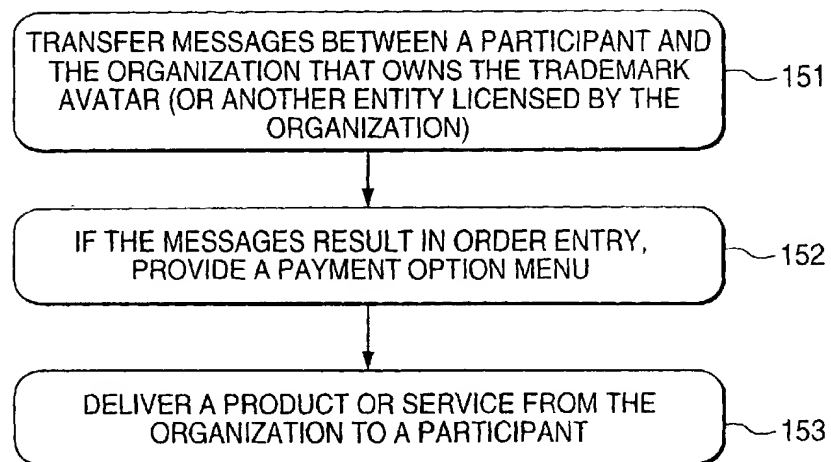 TRANSFER MESSAGES BETWEEN A PARTICIPANT AND
THE ORGANIZATION THAT OWNS THE TRADEMARK
AVATAR (OR ANOTHER ENTITY LICENSED BY THE
ORGANIZATION)
151
IF THE MESSAGES RESULT IN ORDER ENTRY,
PROVIDE A PAYMENT OPTION MENU
152
DELIVER A PRODUCT OR SERVICE FROM THE
ORGANIZATION TO A PARTICIPANT
153